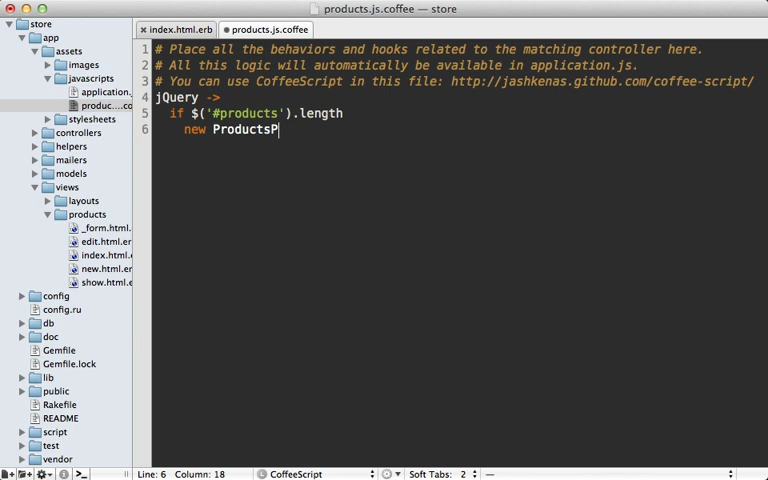 products.js.coffee — store
store
app
assets
images
javascripts
application.
produc....co
stylesheets
controllers
helpers
mailers
models
views
layouts
products
_form.html.
edit.html.er
index.html.
new.html.er
show.html.e
config
config.ru
db
doc
Gemfile
Gemfile.lock
lib
public
Rakefile
README
script
test
vendor
index.html.erb
products.js.coffee
1 # Place all the behaviors and hooks related to the matching controller here.
2 # All this logic will automatically be available in application.js.
3 # You can use CoffeeScript in this file: http://jashkenas.github.com/coffee-script/
4 jQuery ->
5 if $('#products').length
6 new ProductsP
Line: 6 Column: 18 CoffeeScript Soft Tabs: 2 —